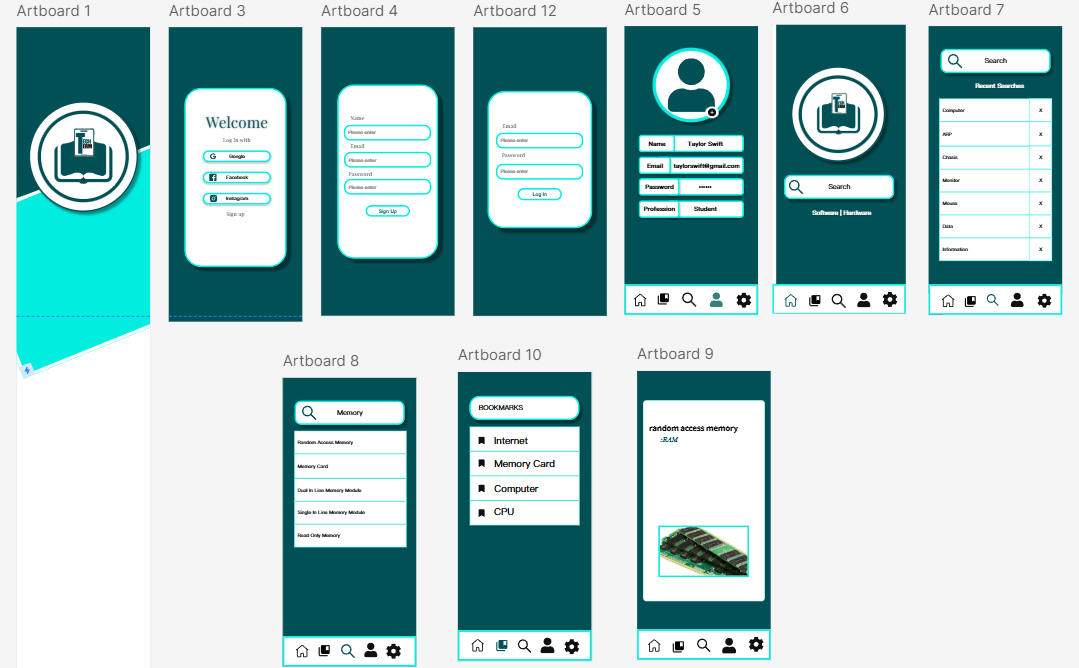 Artboard 1
TECH
TERM
Artboard 3
Welcome
Log in with
Google
Facebook
Instagram
Sign up
Artboard 4
Name
Please enter
Email
Please enter
Password
Please enter
Sign Up
Artboard 12
Email
Please enter
Password
Please enter
Log In
Artboard 5
Name Taylor Swift
Email taylorswift@gmail.com
Password ••••••
Profession Student
Artboard 6
TECH
TERM
Search
Software | Hardware
Artboard 7
Search
Recent Searches
Computer X
ARP X
Chasis X
Monitor X
Mouse X
Data X
Information X
Artboard 8
Memory
Random Access Memory
Memory Card
Dual In Line Memory Module
Single In Line Memory Module
Read Only Memory
Artboard 10
BOOKMARKS
Internet
Memory Card
Computer
CPU
Artboard 9
random access memory
:RAM